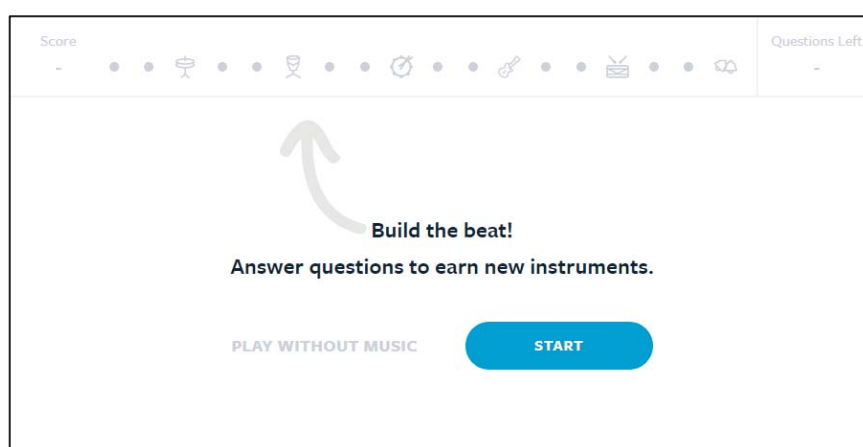 Score
-
Questions Left
-
Build the beat!
Answer questions to earn new instruments.
PLAY WITHOUT MUSIC
START